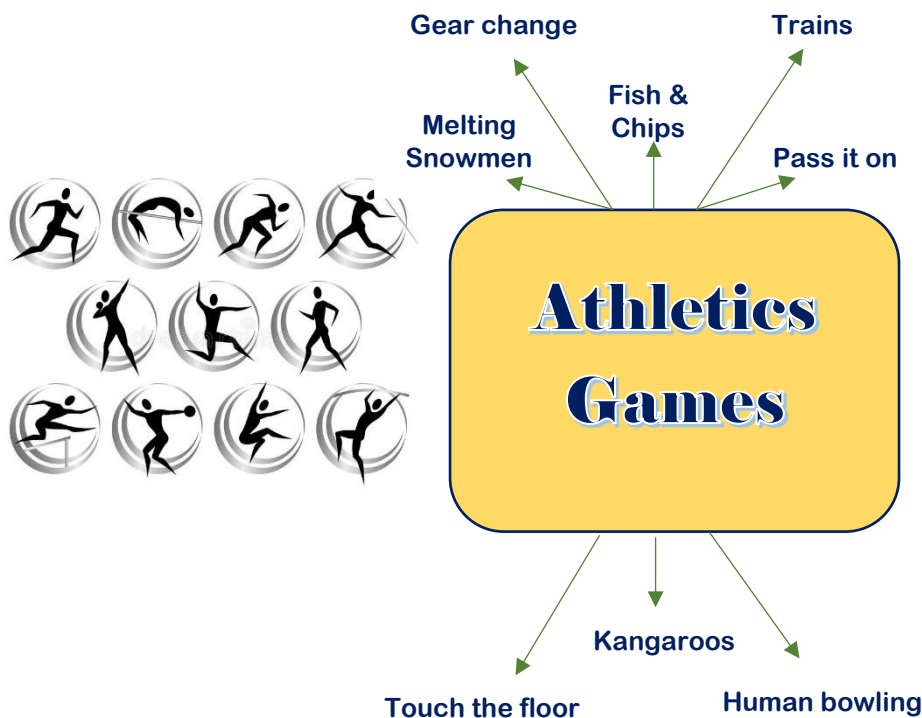 Gear change
Trains
Fish &
Chips
Melting
Snowmen
Pass it on
Athletics
Games
Kangaroos
Touch the floor
Human bowling